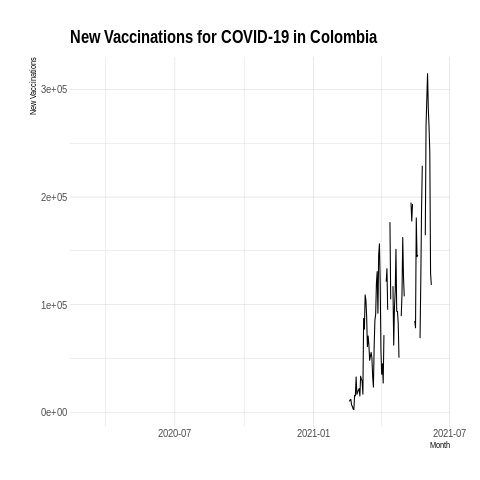 New Vaccinations for COVID-19 in Colombia
New Vaccinations
3e+05
2e+05
1e+05
0e+00
2020-07
2021-01
2021-07
Month